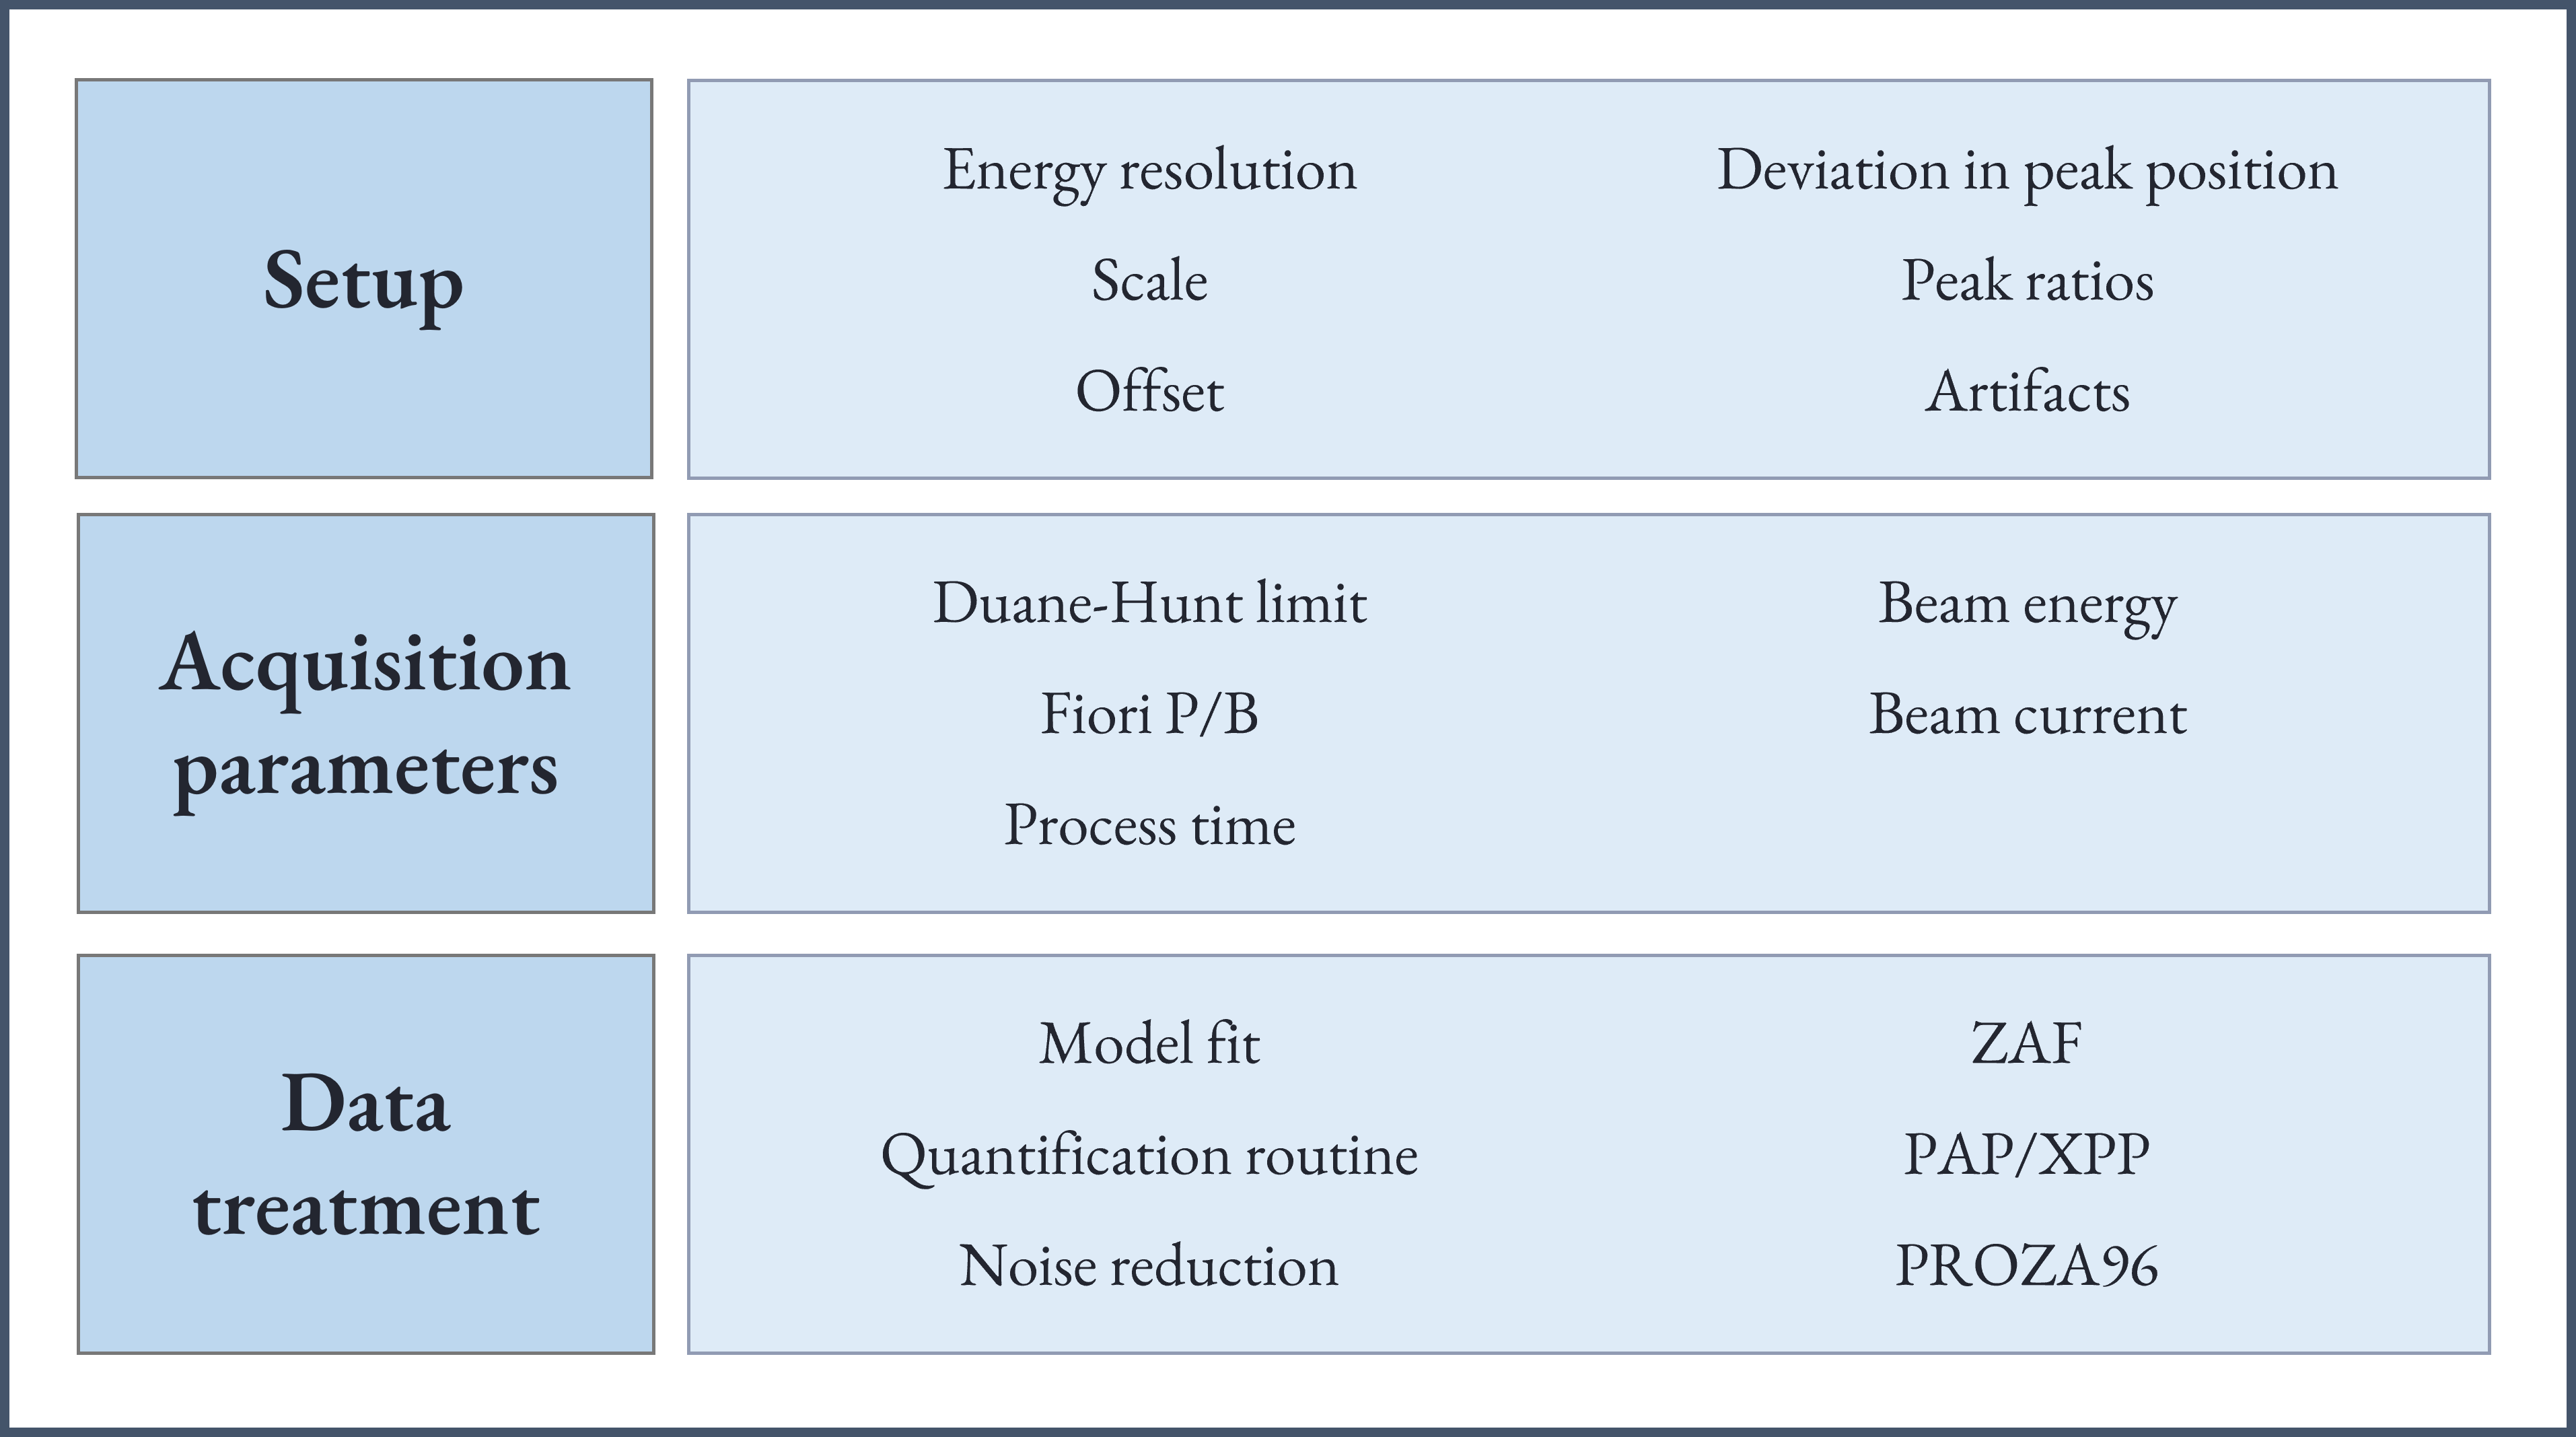 Setup
Energy resolution
Scale
Offset
Deviation in peak position
Peak ratios
Artifacts
Acquisition
parameters
Duane-Hunt limit
Fiori P/B
Process time
Beam energy
Beam current
Data
treatment
Model fit
Quantification routine
Noise reduction
ZAF
PAP/XPP
PROZA96